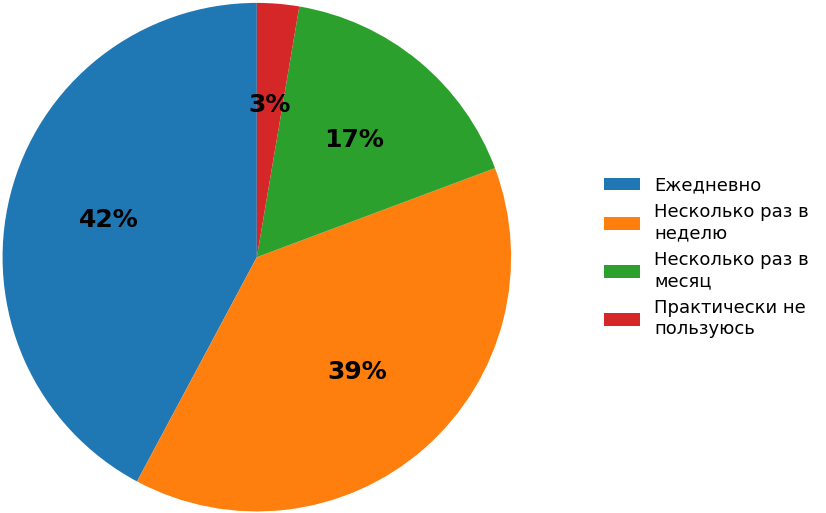 3%
17%
42%
39%
Ежедневно
Несколько раз в
неделю
Несколько раз в
месяц
Практически не
пользуюсь